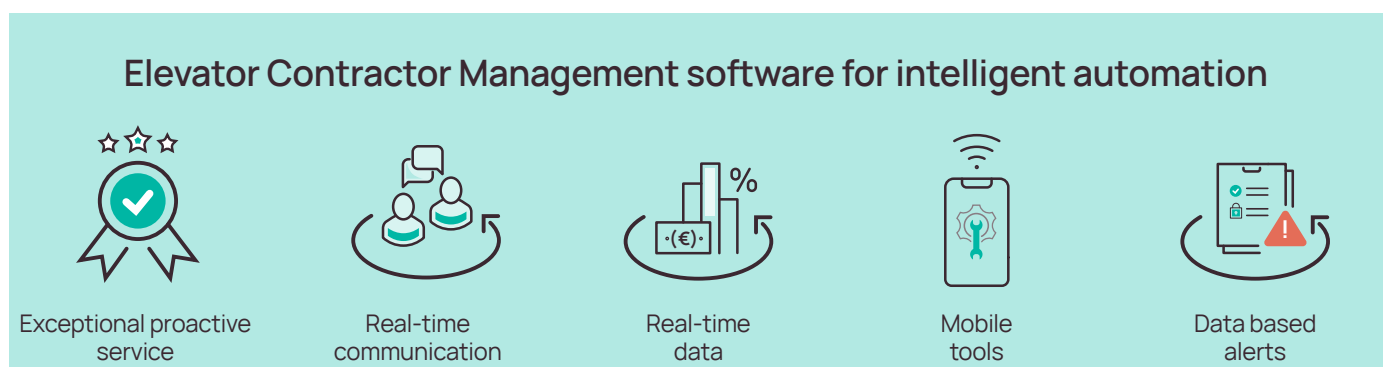 Elevator Contractor Management software for intelligent automation
%
(€)
!
Exceptional proactive
service
Real-time
communication
Real-time
data
Mobile
tools
Data based
alerts